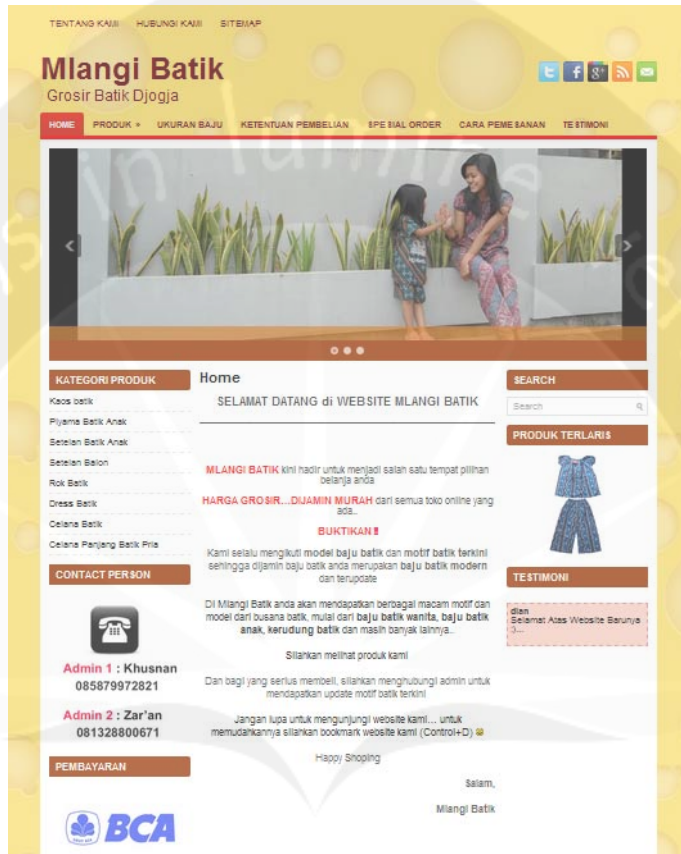 TENTANG KAMI HUBUNGI KAMI SITEMAP
Mlangi Batik
Grosir Batik Djogja
HOME PRODUK » UKURAN BAJU KETENTUAN PEMBELIAN SPESIAL ORDER CARA PEMESANAN TESTIMONI
in lumine
KATEGORI PRODUK
Kaos batik
Piyama Batik Anak
Setelan Batik Anak
Setelan Balon
Rok Batik
Dress Batik
Celana Batik
Celana Panjang Batik Pria
CONTACT PERSON
Admin 1 : Khusnan
085879972821
Admin 2 : Zar'an
081328800671
PEMBAYARAN
BCA
Home
SELAMAT DATANG di WEBSITE MLANGI BATIK
MLANGI BATIK kini hadir untuk menjadi salah satu tempat pilihan
belanja anda
HARGA GROSIR...DIJAMIN MURAH dari semua toko online yang
ada..
BUKTIKAN!!
Kami selalu mengikuti model baju batik dan motif batik terkini
sehingga dijamin baju batik anda merupakan baju batik modern
dan terupdate
Di Mlangi Batik anda akan mendapatkan berbagai macam motif dan
model dari busana batik, mulai dari baju batik wanita, baju batik
anak, kerudung batik dan masih banyak lainnya..
Silahkan melihat produk kami
Dan bagi yang serius membeli, silahkan menghubungi admin untuk
mendapatkan update motif batik terkini
Jangan lupa untuk mengunjungi website kami... untuk
memudahkannya silahkan bookmark website kami (Control+D)
Happy Shoping
Salam,
Mlangi Batik
SEARCH
Search
PRODUK TERLARIS
TESTIMONI
dian
Selamat Atas Website Barunya
:)...